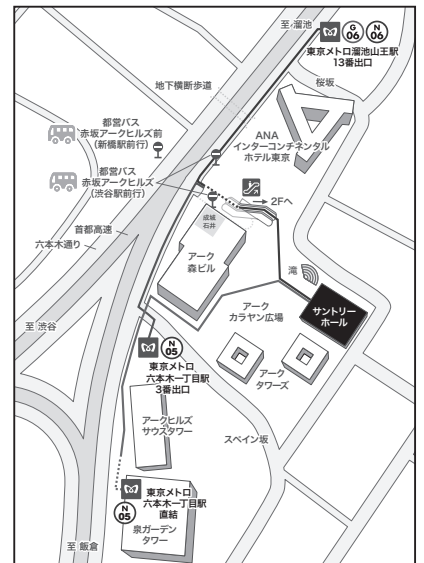 至 溜池
G
06
N
06
東京メトロ溜池山王駅
13番出口
地下横断歩道
桜坂
都営バス
赤坂アークヒルズ前
（新橋駅前行）
ANA
インターコンチネンタル
ホテル東京
都営バス
赤坂アークヒルズ
（渋谷駅前行）
→ 2Fへ
成城
石井
首都高速
六本木通り
アーク
森ビル
滝
至 渋谷
アーク
カラヤン広場
サントリー
ホール
N
05
東京メトロ
六本木一丁目駅
3番出口
アーク
タワーズ
アークヒルズ
サウスタワー
スペイン坂
N
05
東京メトロ
六本木一丁目駅
直結
泉ガーデン
タワー
至 飯倉